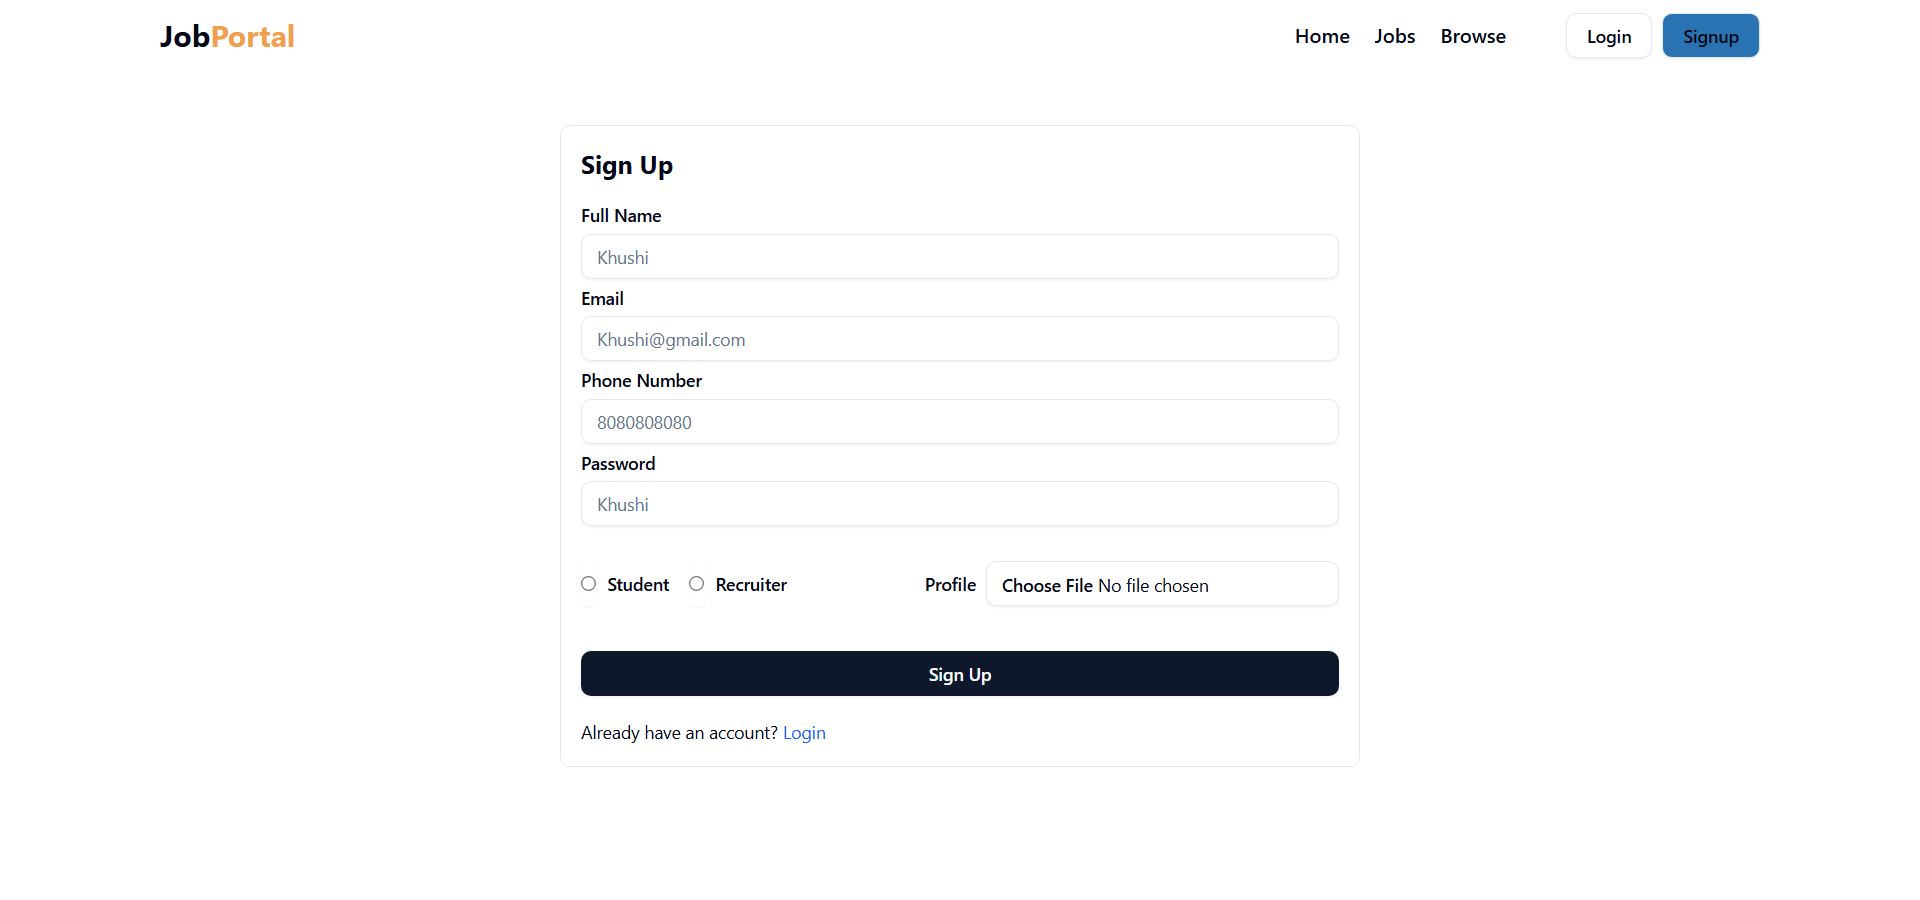 JobPortal Home Jobs Browse Login Signup
Sign Up
Full Name
Khushi
Email
Khushi@gmail.com
Phone Number
8080808080
Password
Khushi
Student Recruiter Profile Choose File No file chosen
Sign Up
Already have an account? Login